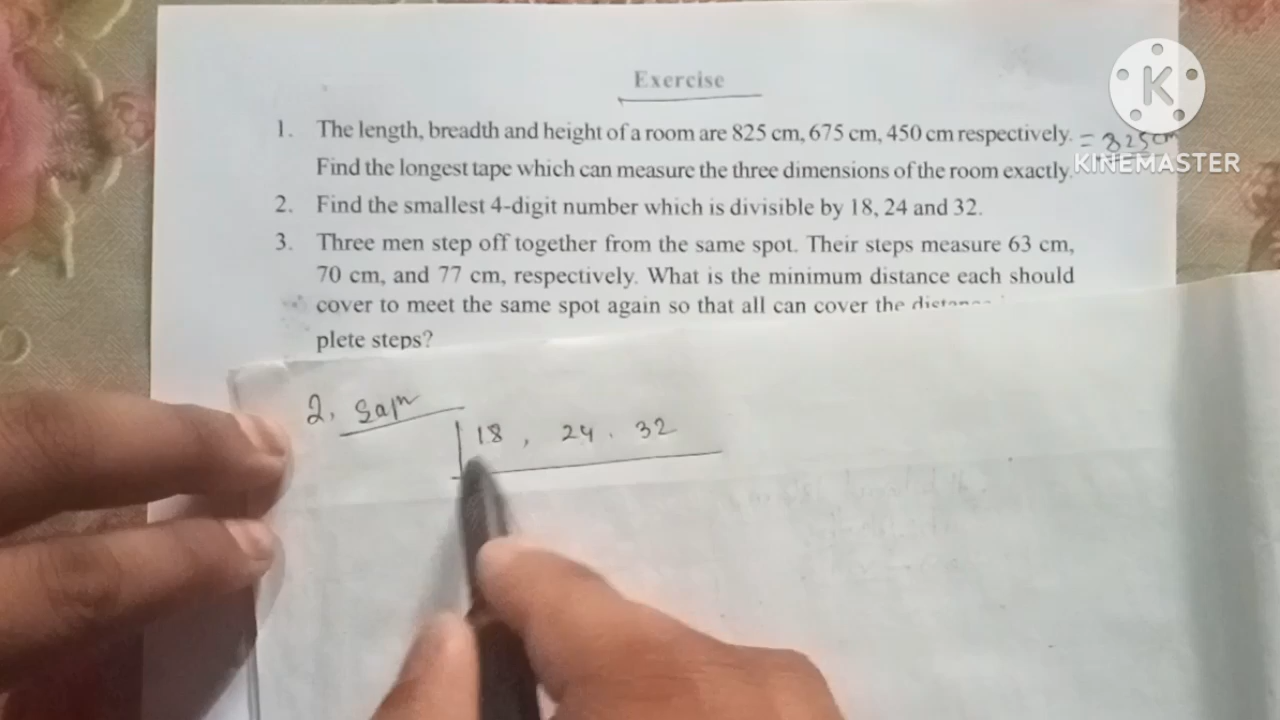 Exercise
1. The length, breadth and height of a room are 825 cm, 675 cm, 450 cm respectively. = 325cm
Find the longest tape which can measure the three dimensions of the room exactly.
KINEMASTER
2. Find the smallest 4-digit number which is divisible by 18, 24 and 32.
3. Three men step off together from the same spot. Their steps measure 63 cm,
70 cm, and 77 cm, respectively. What is the minimum distance each should
cover to meet the same spot again so that all can cover the
plete steps?
2.
18, 24. 32